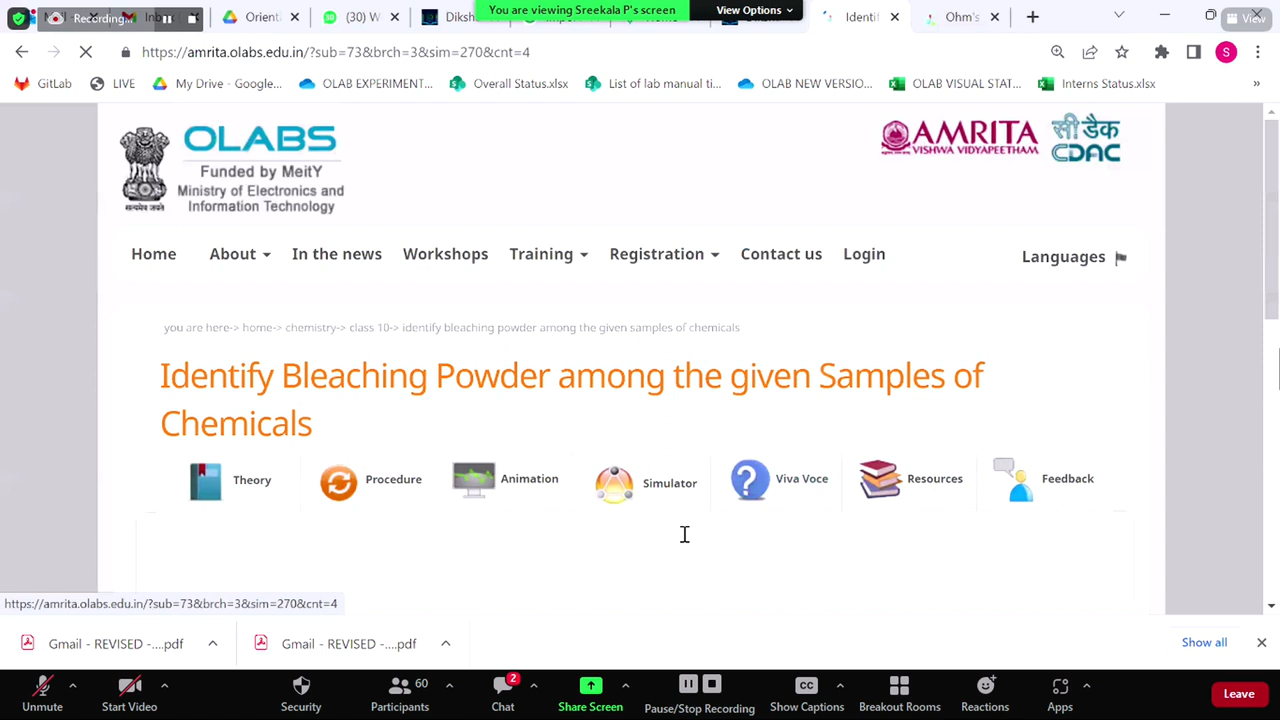 Recording...
M
Inb
Orient
(30) W
Diksh
You are viewing Sreekala P's screen
View Options
Identif
Ohm's
View
https://amrita.olabs.edu.in/?sub=73&brch=3&sim=270&cnt=4
S
GitLab
LIVE
My Drive - Google...
OLAB EXPERIMENT...
Overall Status.xlsx
List of lab manual ti...
OLAB NEW VERSIO...
OLAB VISUAL STAT...
Interns Status.xlsx
»
OLABS
Funded by MeitY
Ministry of Electronics and
Information Technology
सत्यमेव जयते
AMRITA
VISHWA VIDYAPEETHAM
सी डैक
CDAC
Home
About
In the news
Workshops
Training
Registration
Contact us
Login
Languages
you are here-> home-> chemistry-> class 10-> identify bleaching powder among the given samples of chemicals
Identify Bleaching Powder among the given Samples of
Chemicals
Theory
Procedure
Animation
Simulator
Viva Voce
Resources
Feedback
https://amrita.olabs.edu.in/?sub=73&brch=3&sim=270&cnt=4
Gmail - REVISED -....pdf
Gmail - REVISED -....pdf
Show all
Unmute
Start Video
Security
60
Participants
2
Chat
Share Screen
Pause/Stop Recording
CC
Show Captions
Breakout Rooms
Reactions
Apps
Leave